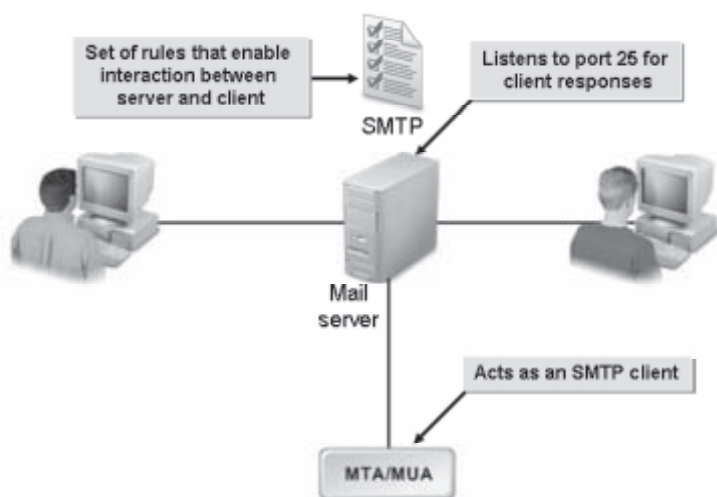 Set of rules that enable
interaction between
server and client
Listens to port 25 for
client responses
SMTP
Mail
server
Acts as an SMTP client
MTA/MUA